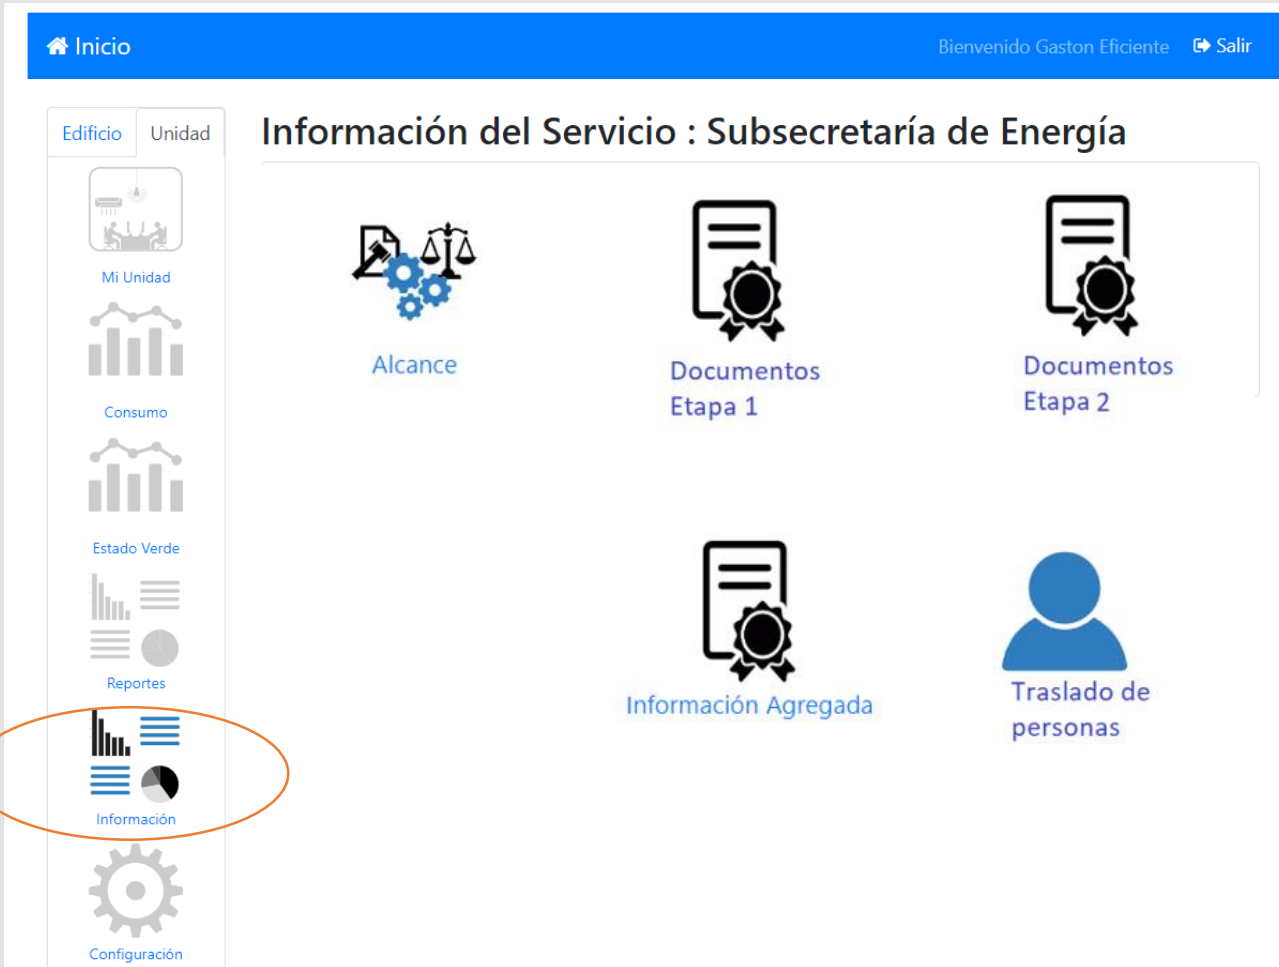 Inicio
Bienvenido Gaston Eficiente
Salir
Edificio
Unidad
Información del Servicio : Subsecretaría de Energía
Mi Unidad
Consumo
Estado Verde
Reportes
Información
Configuración
Alcance
Documentos
Etapa 1
Documentos
Etapa 2
Información Agregada
Traslado de
personas